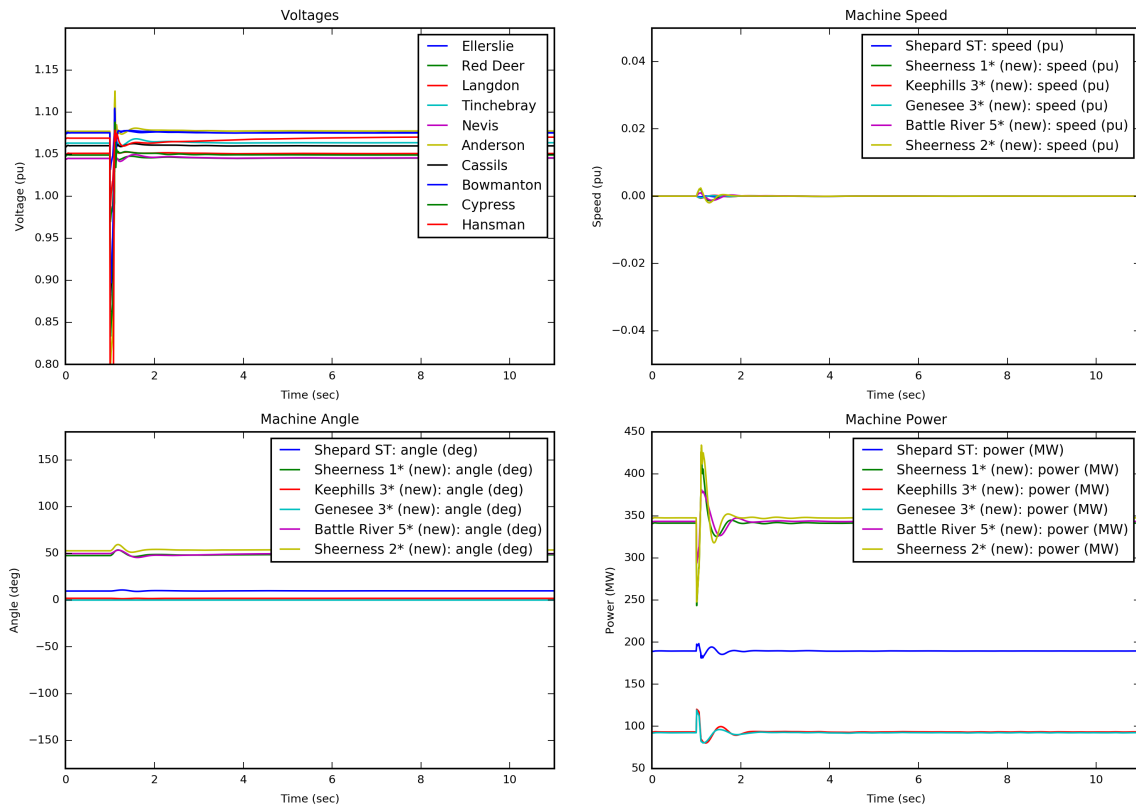 Voltages
Voltage (pu)
1.15
1.10
1.05
1.00
0.95
0.90
0.85
0.80
0 2 4 6 8 10
Time (sec)
Ellerslie
Red Deer
Langdon
Tinchebray
Nevis
Anderson
Cassils
Bowmanton
Cypress
Hansman
Machine Speed
Speed (pu)
0.04
0.02
0.00
−0.02
−0.04
0 2 4 6 8 10
Time (sec)
Shepard ST: speed (pu)
Sheerness 1* (new): speed (pu)
Keephills 3* (new): speed (pu)
Genesee 3* (new): speed (pu)
Battle River 5* (new): speed (pu)
Sheerness 2* (new): speed (pu)
Machine Angle
Angle (deg)
150
100
50
0
−50
−100
−150
0 2 4 6 8 10
Time (sec)
Shepard ST: angle (deg)
Sheerness 1* (new): angle (deg)
Keephills 3* (new): angle (deg)
Genesee 3* (new): angle (deg)
Battle River 5* (new): angle (deg)
Sheerness 2* (new): angle (deg)
Machine Power
Power (MW)
450
400
350
300
250
200
150
100
50
0 2 4 6 8 10
Time (sec)
Shepard ST: power (MW)
Sheerness 1* (new): power (MW)
Keephills 3* (new): power (MW)
Genesee 3* (new): power (MW)
Battle River 5* (new): power (MW)
Sheerness 2* (new): power (MW)